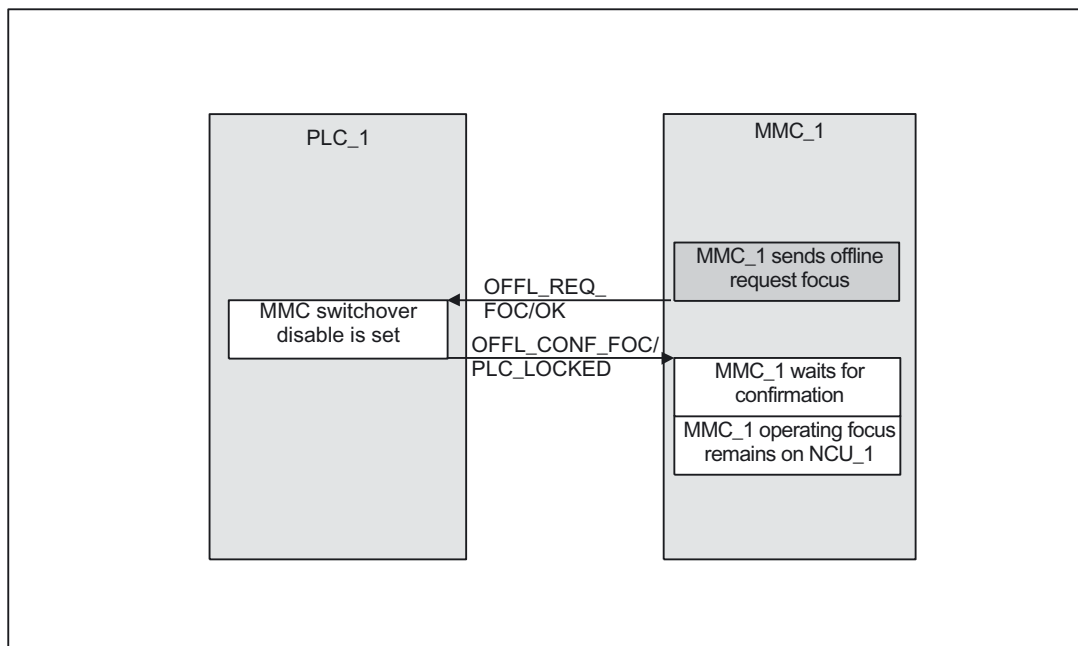 PLC_1
MMC_1
MMC_1 sends offline
request focus
OFFL_REQ_
FOC/OK
MMC switchover
disable is set
OFFL_CONF_FOC/
PLC_LOCKED
MMC_1 waits for
confirmation
MMC_1 operating focus
remains on NCU_1